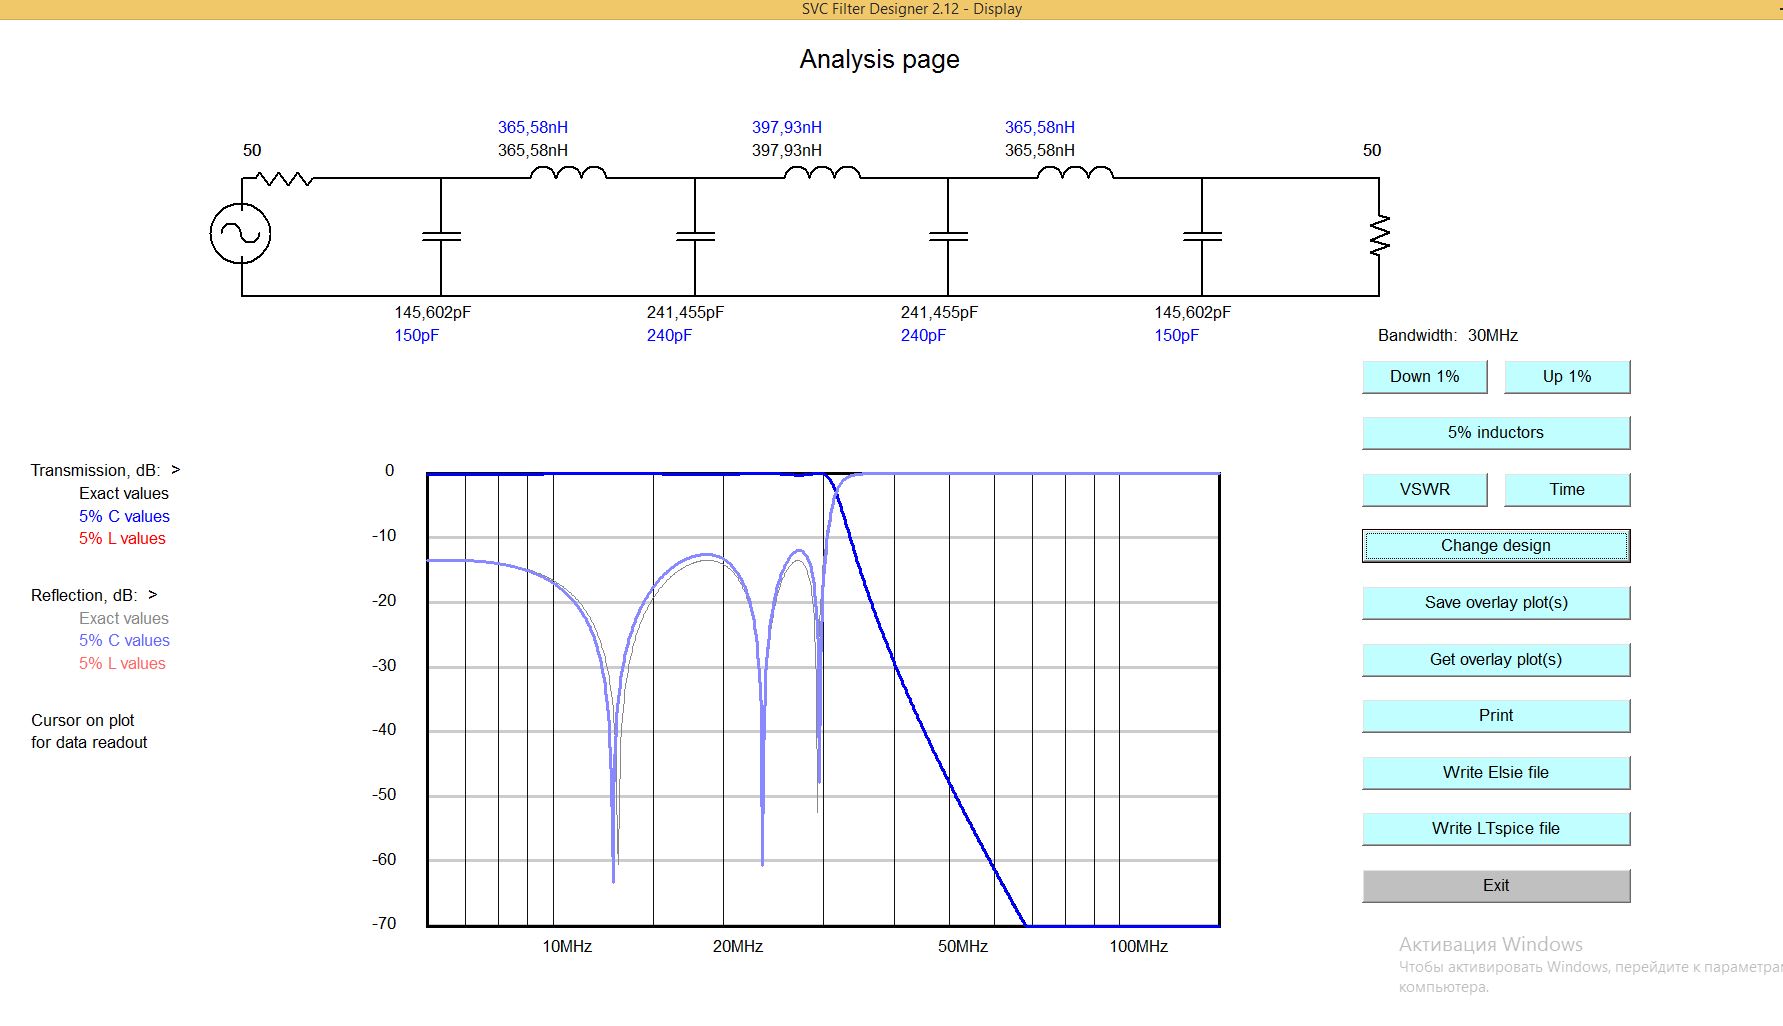 SVC Filter Designer 2.12 - Display
Analysis page
365,58nH
397,93nH
365,58nH
50
365,58nH
397,93nH
365,58nH
50
145,602pF
241,455pF
241,455pF
145,602pF
150pF
240pF
240pF
150pF
Bandwidth: 30MHz
Down 1%
Up 1%
5% inductors
VSWR
Time
Change design
Save overlay plot(s)
Get overlay plot(s)
Print
Write Elsie file
Write LTspice file
Exit
Transmission, dB: >
Exact values
5% C values
5% L values
Reflection, dB: >
Exact values
5% C values
5% L values
Cursor on plot
for data readout
0
-10
-20
-30
-40
-50
-60
-70
10MHz
20MHz
50MHz
100MHz
Активация Windows
Чтобы активировать Windows, перейдите к
компьютера.